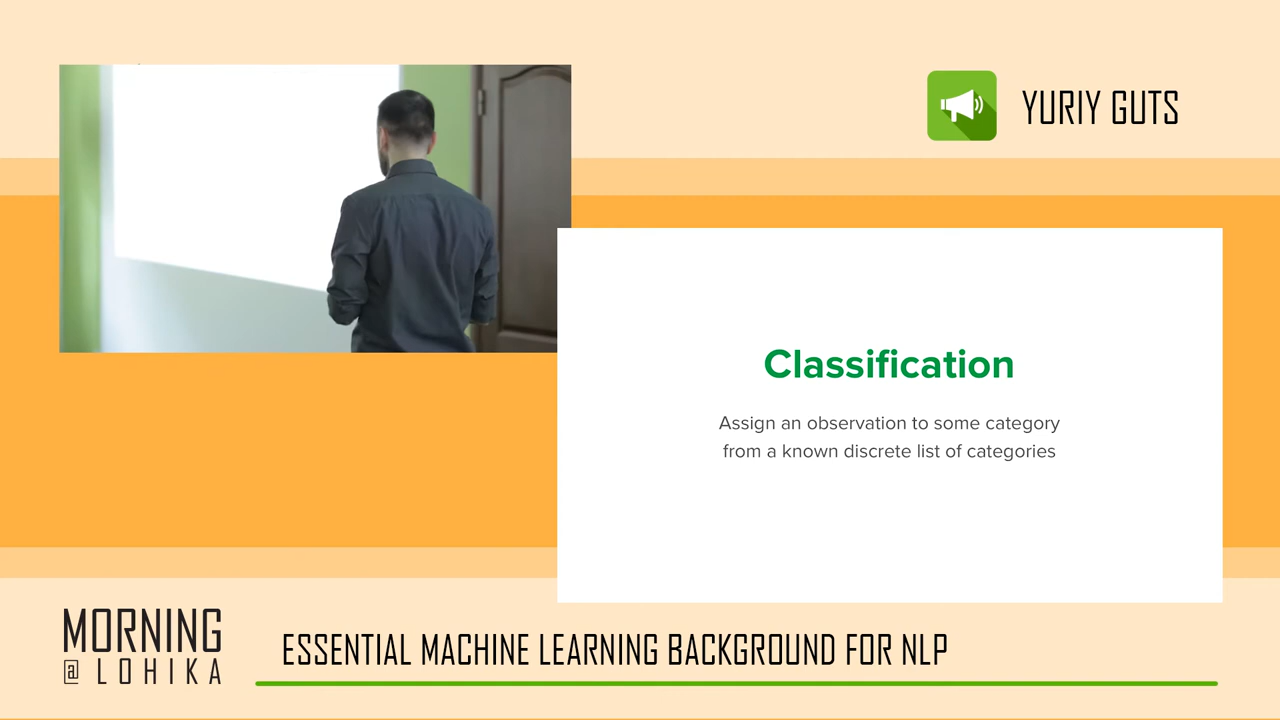 YURIY GUTS
Classification
Assign an observation to some category
from a known discrete list of categories
MORNING
@ LOHIKA
ESSENTIAL MACHINE LEARNING BACKGROUND FOR NLP